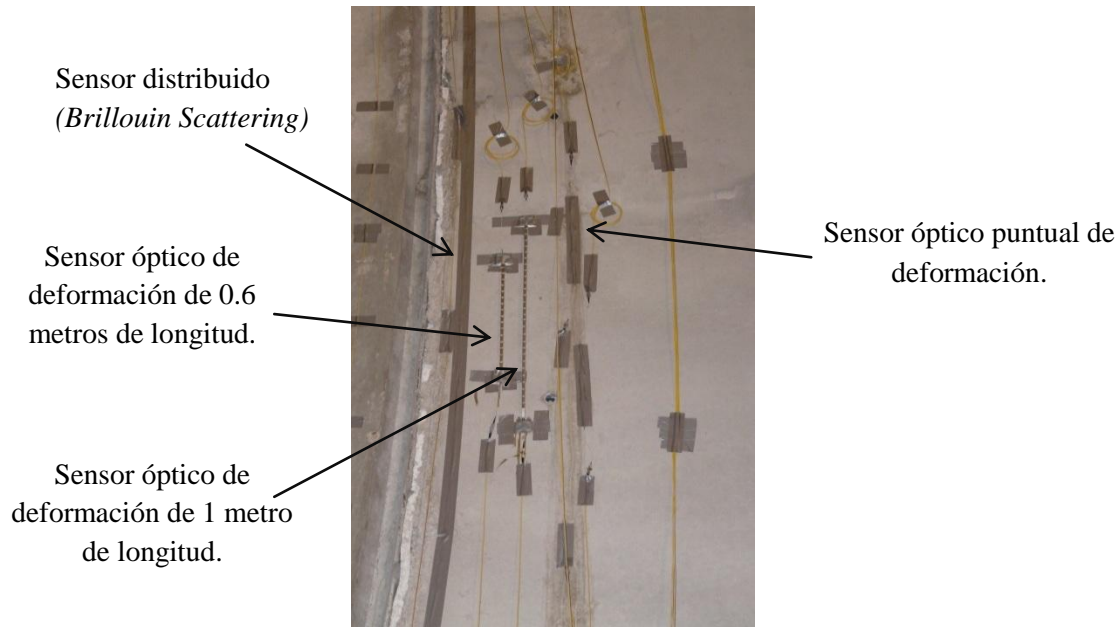 Sensor distribuido
(Brillouin Scattering)
Sensor óptico de
deformación de 0.6
metros de longitud.
Sensor óptico de
deformación de 1 metro
de longitud.
Sensor óptico puntual de
deformación.